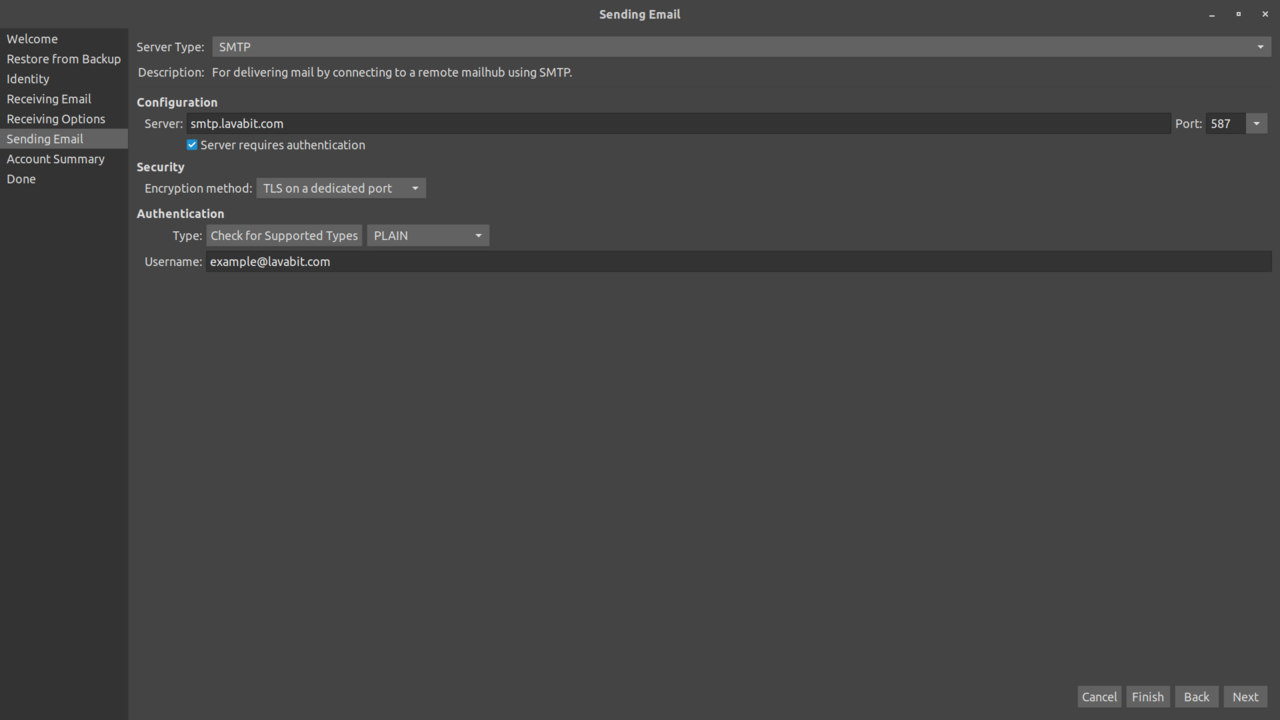 Sending Email
Welcome
Restore from Backup
Identity
Receiving Email
Receiving Options
Sending Email
Account Summary
Done
Server Type: SMTP
Description: For delivering mail by connecting to a remote mailhub using SMTP.
Configuration
Server: smtp.lavabit.com Port: 587
Server requires authentication
Security
Encryption method: TLS on a dedicated port
Authentication
Type: Check for Supported Types PLAIN
Username: example@lavabit.com
Cancel Finish Back Next